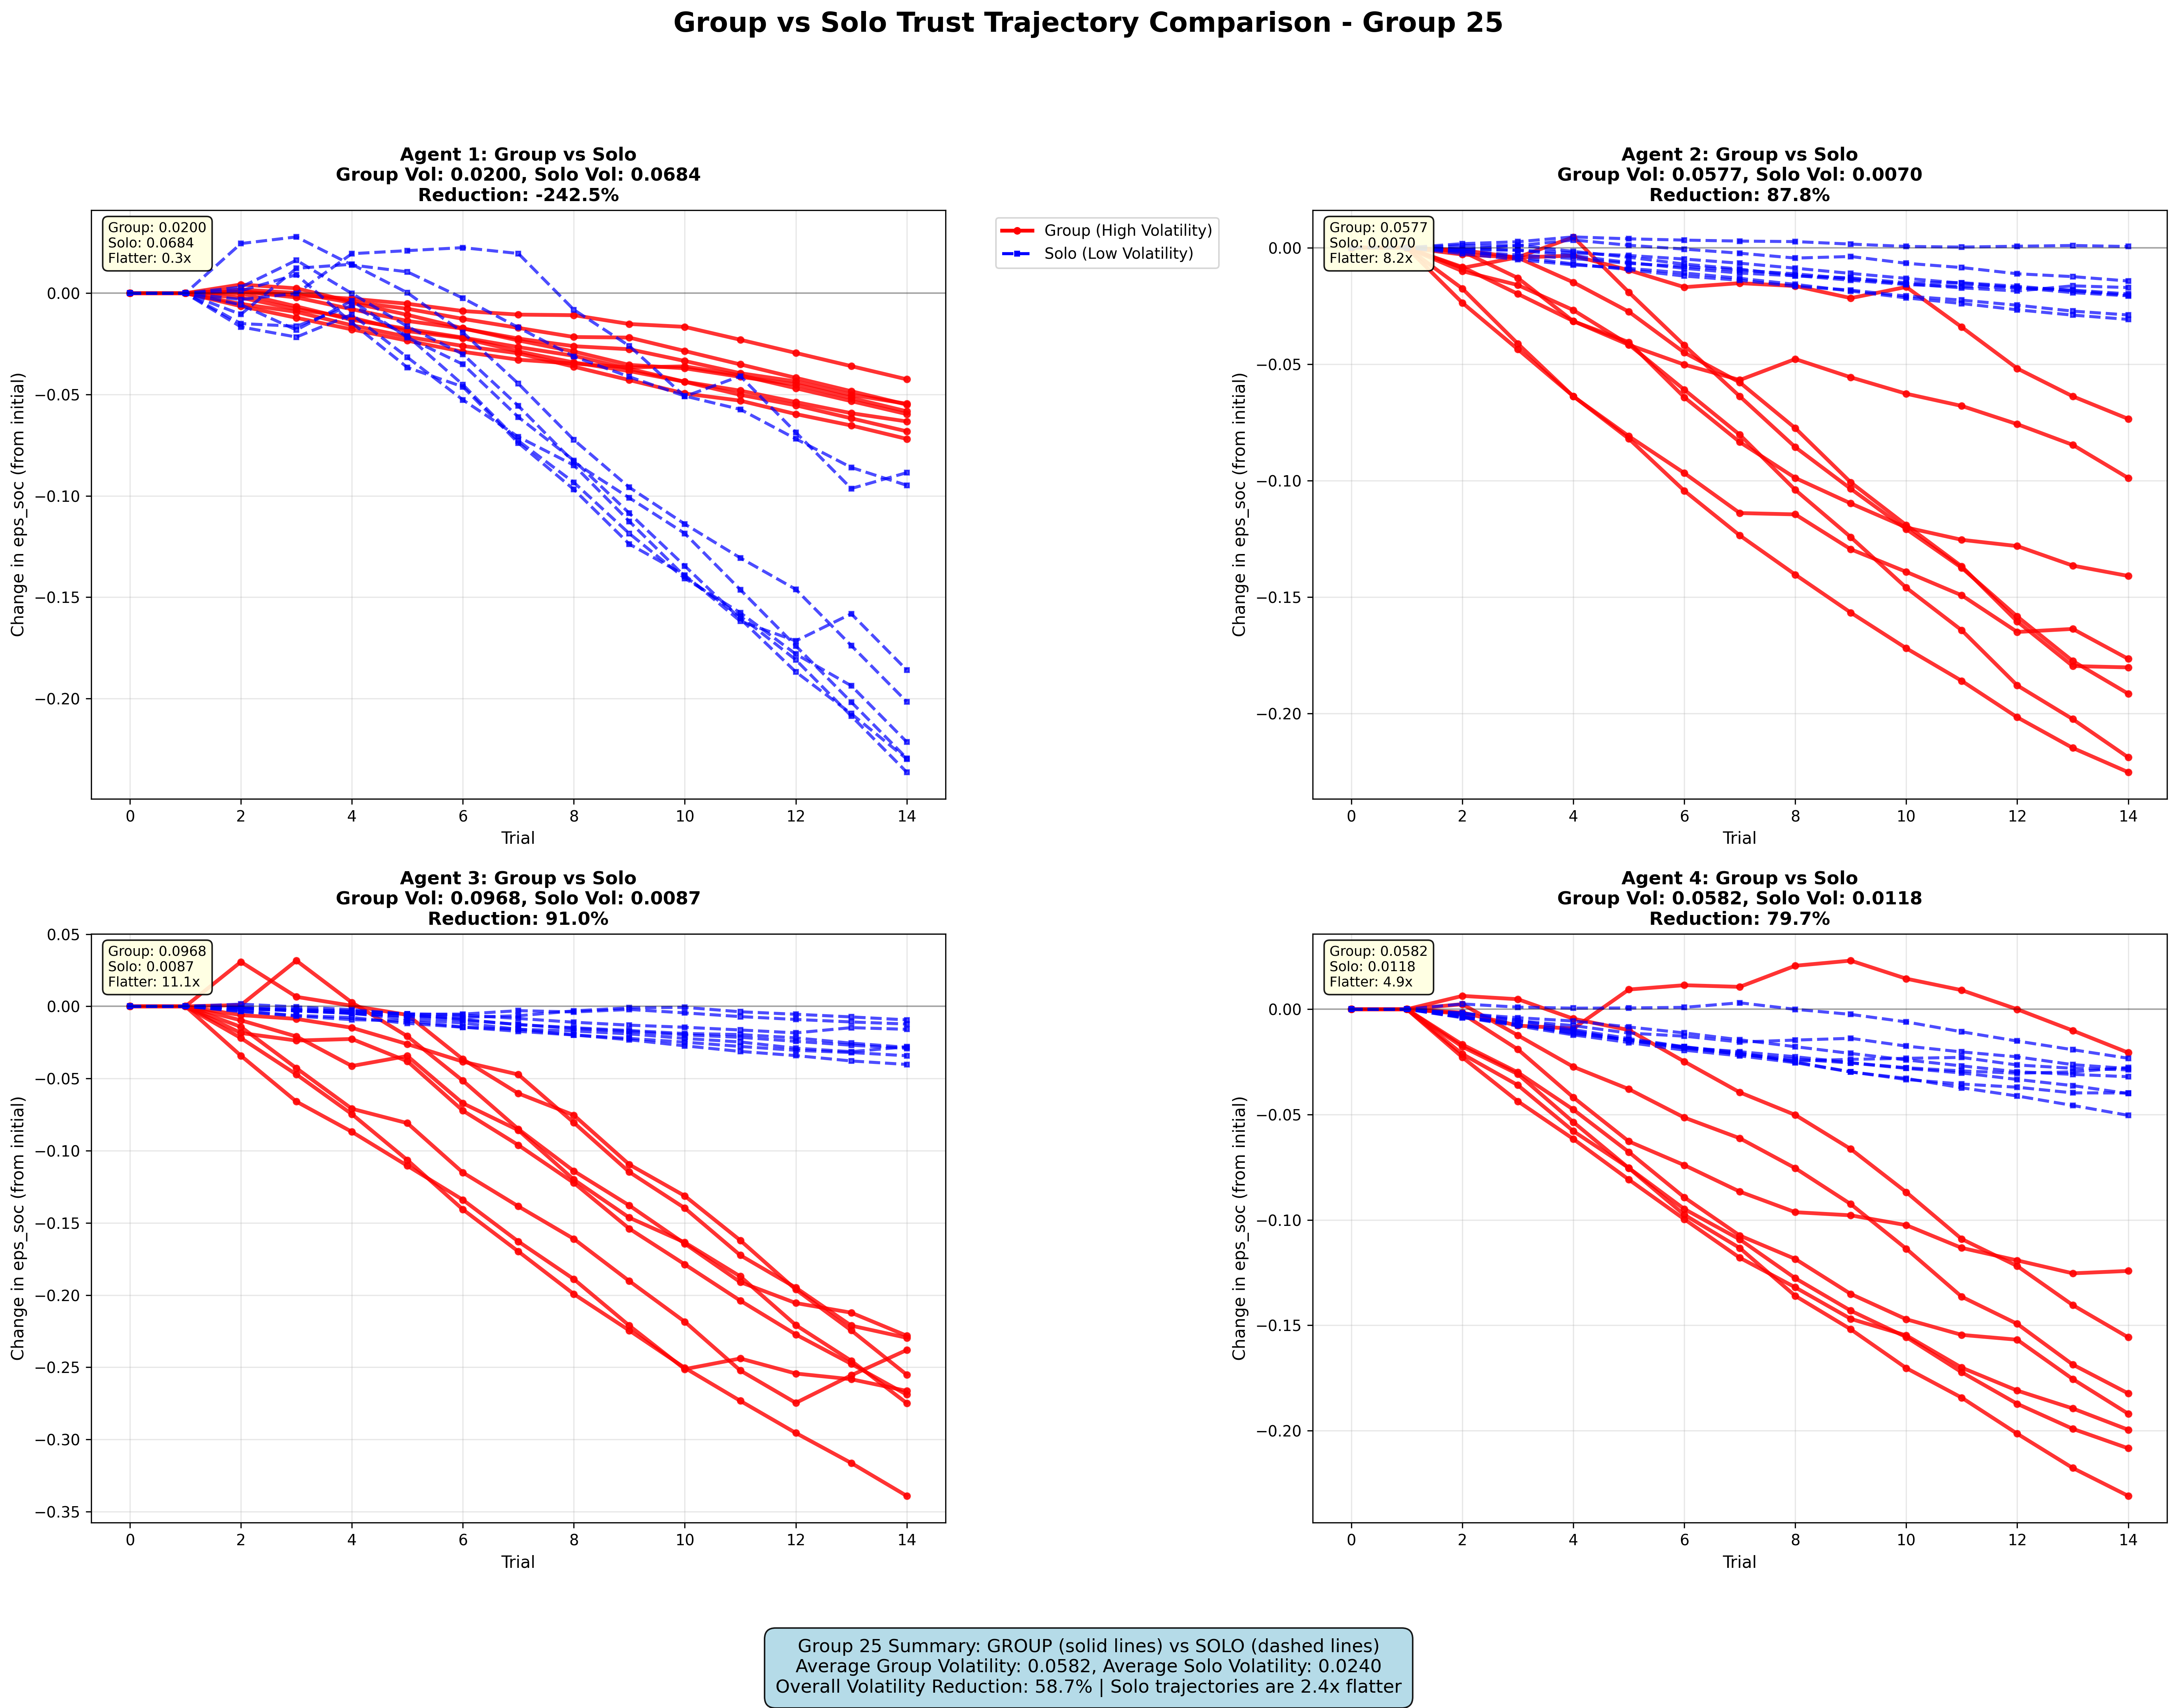 Group vs Solo Trust Trajectory Comparison - Group 25
Agent 1: Group vs Solo
Group Vol: 0.0200, Solo Vol: 0.0684
Reduction: -242.5%
Group: 0.0200
Solo: 0.0684
Flatter: 0.3x
0.00
−0.05
−0.10
−0.15
−0.20
Change in eps_soc (from initial)
0 2 4 6 8 10 12 14
Trial
Group (High Volatility)
Solo (Low Volatility)
Agent 2: Group vs Solo
Group Vol: 0.0577, Solo Vol: 0.0070
Reduction: 87.8%
Group: 0.0577
Solo: 0.0070
Flatter: 8.2x
0.00
−0.05
−0.10
−0.15
−0.20
Change in eps_soc (from initial)
0 2 4 6 8 10 12 14
Trial
Agent 3: Group vs Solo
Group Vol: 0.0968, Solo Vol: 0.0087
Reduction: 91.0%
Group: 0.0968
Solo: 0.0087
Flatter: 11.1x
0.05
0.00
−0.05
−0.10
−0.15
−0.20
−0.25
−0.30
−0.35
Change in eps_soc (from initial)
0 2 4 6 8 10 12 14
Trial
Agent 4: Group vs Solo
Group Vol: 0.0582, Solo Vol: 0.0118
Reduction: 79.7%
Group: 0.0582
Solo: 0.0118
Flatter: 4.9x
0.00
−0.05
−0.10
−0.15
−0.20
Change in eps_soc (from initial)
0 2 4 6 8 10 12 14
Trial
Group 25 Summary: GROUP (solid lines) vs SOLO (dashed lines)
Average Group Volatility: 0.0582, Average Solo Volatility: 0.0240
Overall Volatility Reduction: 58.7% | Solo trajectories are 2.4x flatter